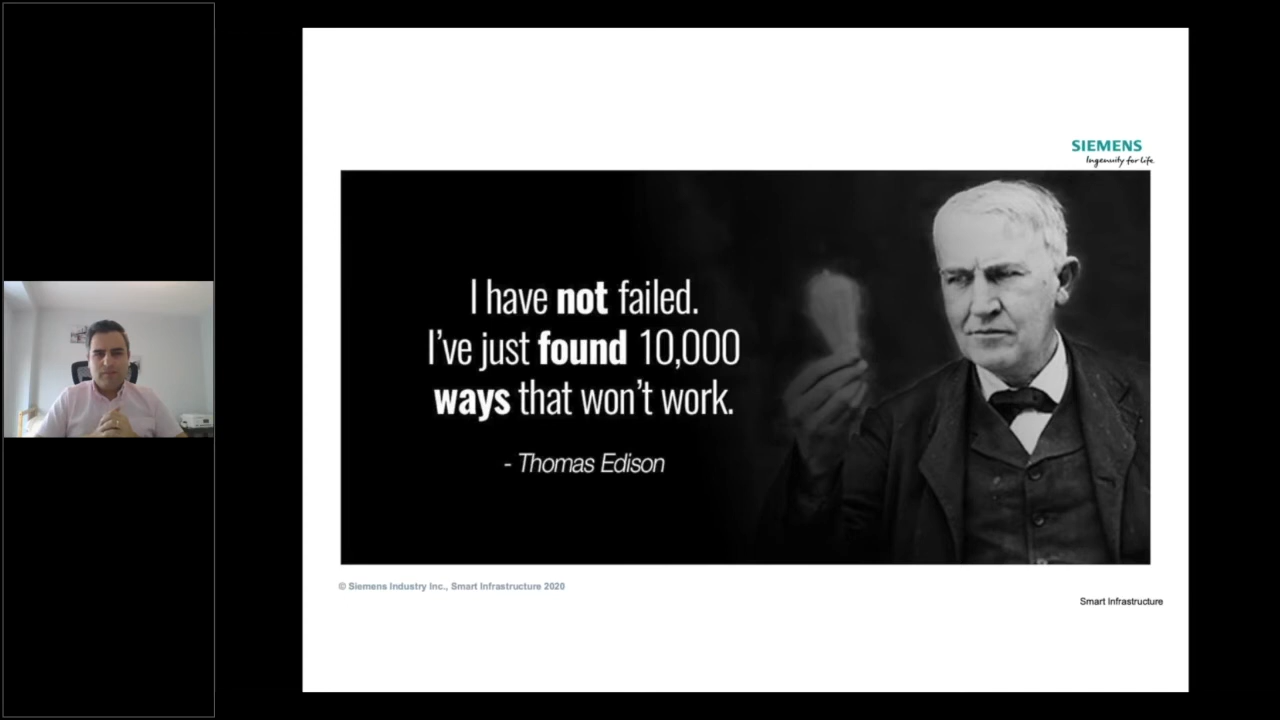 SIEMENS
Ingenuity for life
I have not failed.
I've just found 10,000
ways that won't work.
- Thomas Edison
© Siemens Industry Inc., Smart Infrastructure 2020
Smart Infrastructure